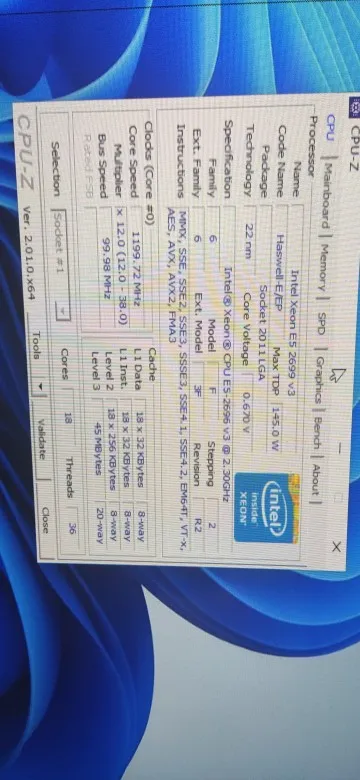 CPU-Z
CPU Mainboard Memory SPD Graphics Bench About
Processor
Name Intel Xeon E5 2699 v3
Code Name Haswell-E/EP Max TDP 145.0 W
Package Socket 2011 LGA
Technology 22 nm Core Voltage 0.670 V
Specification Intel® Xeon® CPU E5-2696 v3 @ 2.30GHz
Family 6 Model F Stepping 2
Ext. Family 6 Ext. Model 3F Revision R2
Instructions MMX, SSE, SSE2, SSE3, SSSE3, SSE4.1, SSE4.2, EM64T, VT-x,
AES, AVX, AVX2, FMA3
intel
inside
XEON
Clocks (Core #0)
Core Speed 1199.72 MHz
Multiplier x 12.0 (12.0 - 38.0)
Bus Speed 99.98 MHz
Rated FSB
Cache
L1 Data 18 x 32 KBytes 8-way
L1 Inst. 18 x 32 KBytes 8-way
Level 2 18 x 256 KBytes 8-way
Level 3 45 MBytes 20-way
Selection Socket #1 Cores 18 Threads 36
CPU-Z Ver. 2.01.0.x64 Tools Validate Close